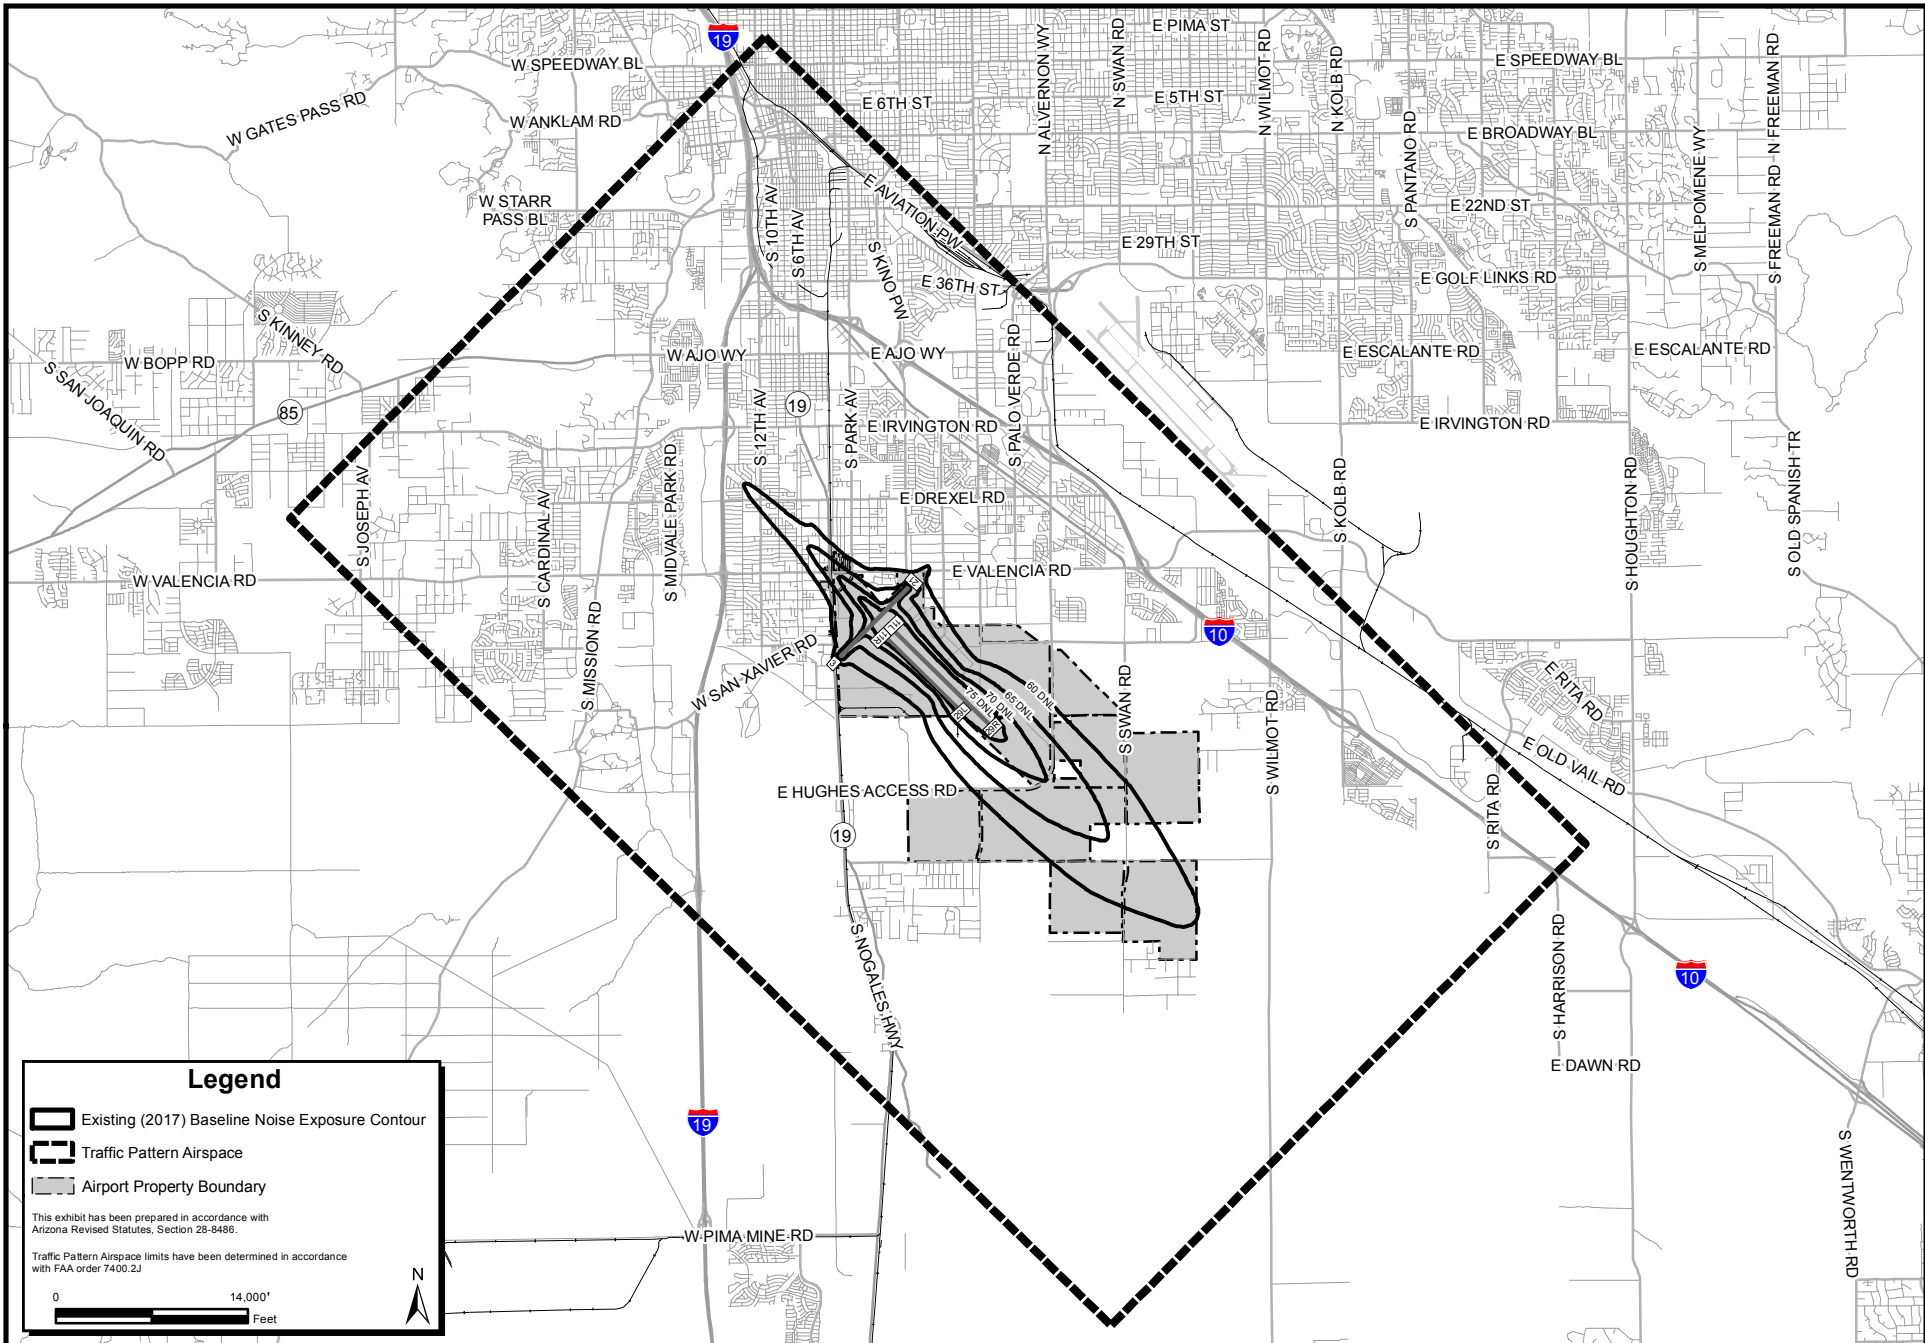 19
E PIMA ST
W SPEEDWAY BL
E SPEEDWAY BL
W GATES PASS RD
W ANKLAM RD
E 6TH ST
E 5TH ST
N ALVERNON WY
N SWAN RD
N WILMOT RD
N KOLB RD
E BROADWAY BL
S PANTANO RD
S MELPOMENE WY
S FREEMAN RD
N FREEMAN RD
W STARR
PASS BL
S 10TH AV
S 6TH AV
E AVIATION PW
S KINO PW
E 22ND ST
E 29TH ST
E 36TH ST
E GOLF LINKS RD
S KINNEY RD
W BOPP RD
S SAN JOAQUIN RD
85
W AJO WY
E AJO WY
E ESCALANTE RD
E ESCALANTE RD
S 12TH AV
19
S PARK AV
S PALO VERDE RD
E IRVINGTON RD
E IRVINGTON RD
S JOSEPH AV
S CARDINAL AV
S MIDVALE PARK RD
E DREXEL RD
S KOLB RD
S HOUGHTON RD
S OLD SPANISH TR
W VALENCIA RD
E VALENCIA RD
S MISSION RD
W SAN XAVIER RD
21
11L
11R
3
10
29L
29R
75 DNL
70 DNL
65 DNL
60 DNL
S SWAN RD
S WILMOT RD
E RITA RD
E OLD VAIL RD
S RITA RD
E HUGHES ACCESS RD
19
S NOGALES HWY
S HARRISON RD
10
E DAWN RD
S WENTWORTH RD
19
W PIMA MINE RD
Legend
Existing (2017) Baseline Noise Exposure Contour
Traffic Pattern Airspace
Airport Property Boundary
This exhibit has been prepared in accordance with
Arizona Revised Statutes, Section 28-8486.
Traffic Pattern Airspace limits have been determined in accordance
with FAA order 7400.2J
N
0 14,000'
Feet